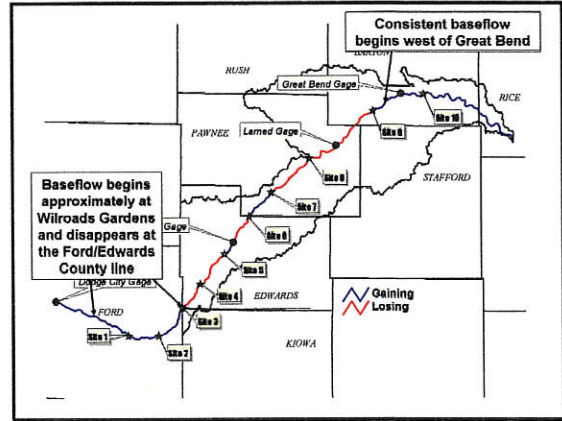 Consistent baseflow
begins west of Great Bend
BARTON
RUSH
Great Bend Gage
RICE
Site 10
Site 9
PAWNEE
Larned Gage
Site 8
STAFFORD
Baseflow begins
approximately at
Wilroads Gardens
and disappears at
the Ford/Edwards
County line
Site 7
Gage
Site 6
Site 5
Dodge City Gage
Site 4
EDWARDS
Gaining
Losing
FORD
Site 3
Site 1
Site 2
KIOWA